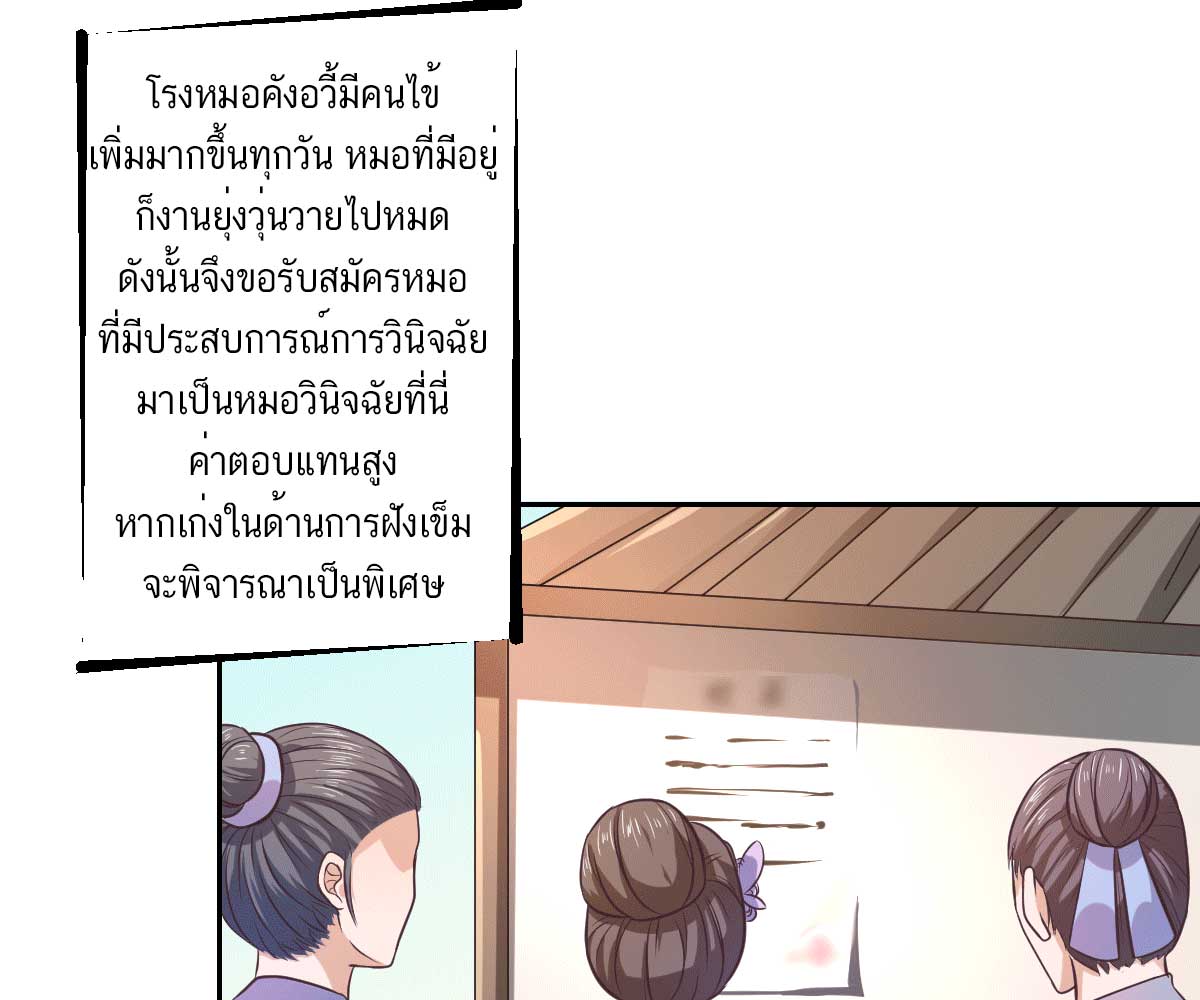 โรงหมอคังอวี้มีคนไข้
เพิ่มมากขึ้นทุกวัน หมอที่มีอยู่
ก็งานยุ่งวุ่นวายไปหมด
ดังนั้นจึงขอรับสมัครหมอ
ที่มีประสบการณ์การวินิจฉัย
มาเป็นหมอวินิจฉัยที่นี่
ค่าตอบแทนสูง
หากเก่งในด้านการฝังเข็ม
จะพิจารณาเป็นพิเศษ